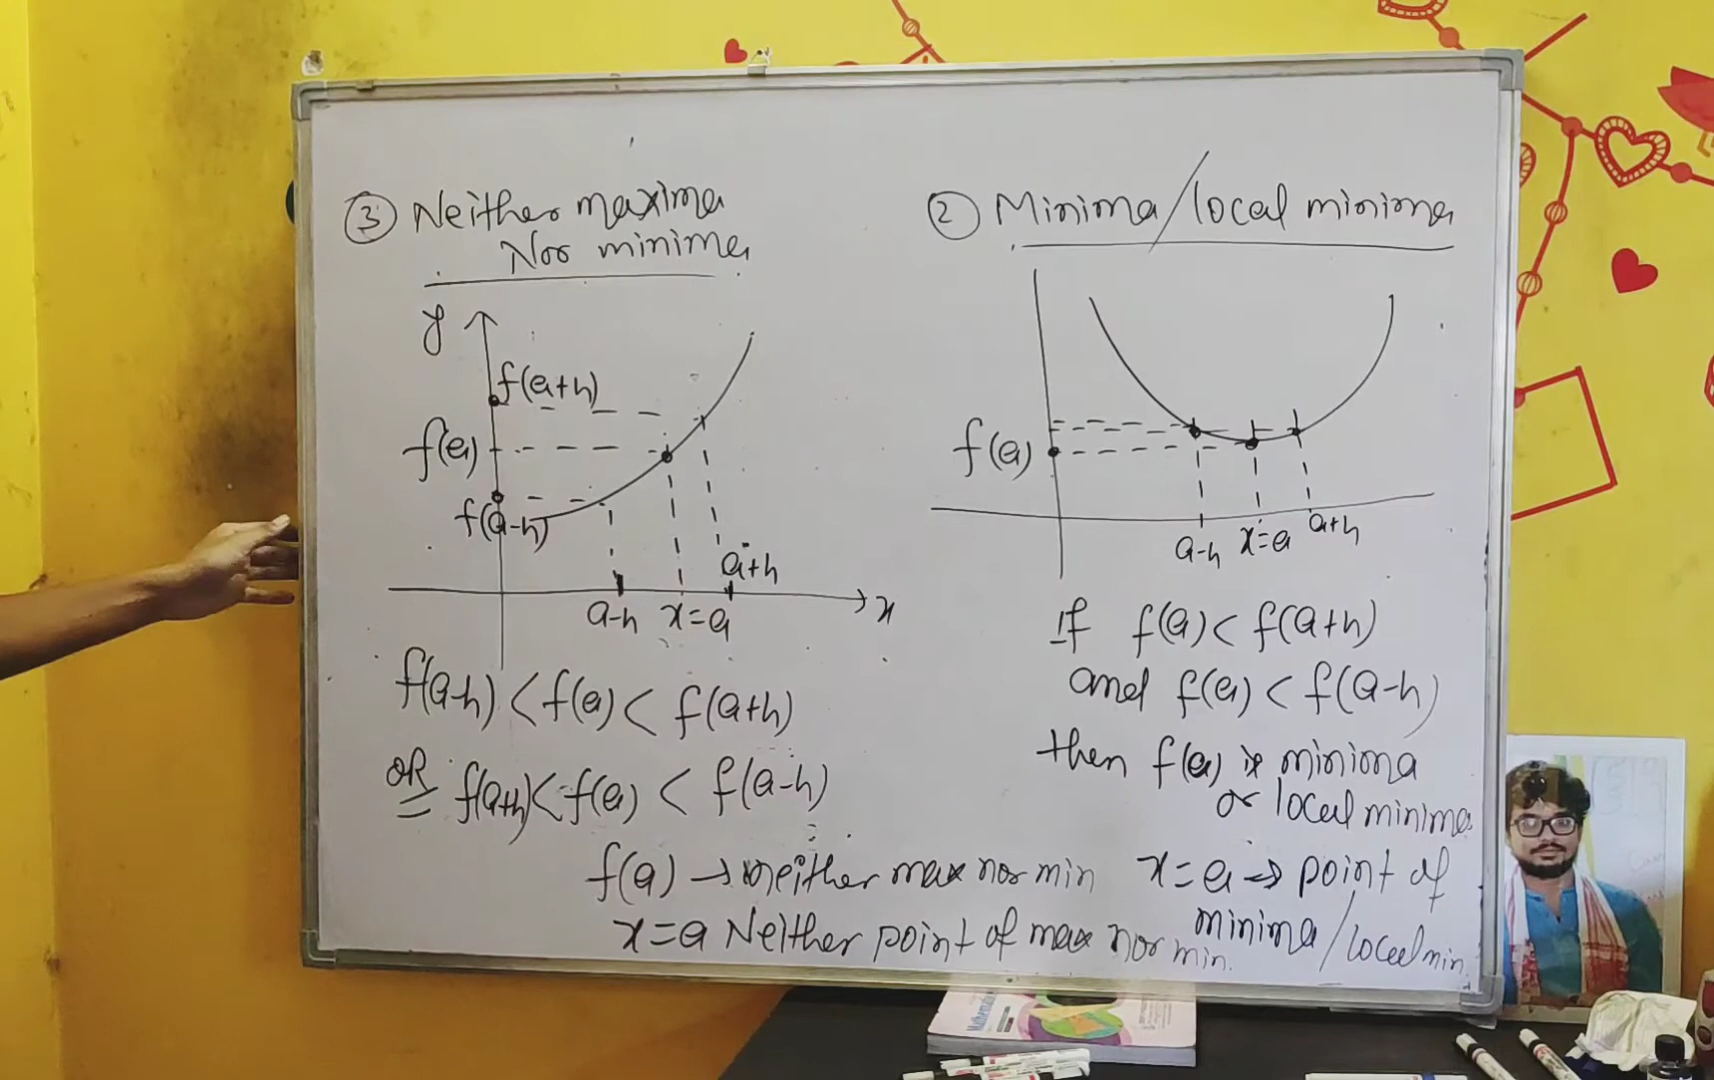 ③ Neither maxima
Nor minima
y
f(a+h)
f(a)
f(a-h)
a+h
a-h x=a
x
f(a-h) < f(a) < f(a+h)
OR f(a+h) < f(a) < f(a-h)
f(a) → neither max nor min
x=a Neither point of max nor min.
② Minima/local minima
f(a)
a-h x=a a+h
If f(a) < f(a+h)
and f(a) < f(a-h)
then f(a) is minima
or local minima
x=a → point of
minima/local min.
Mathematics